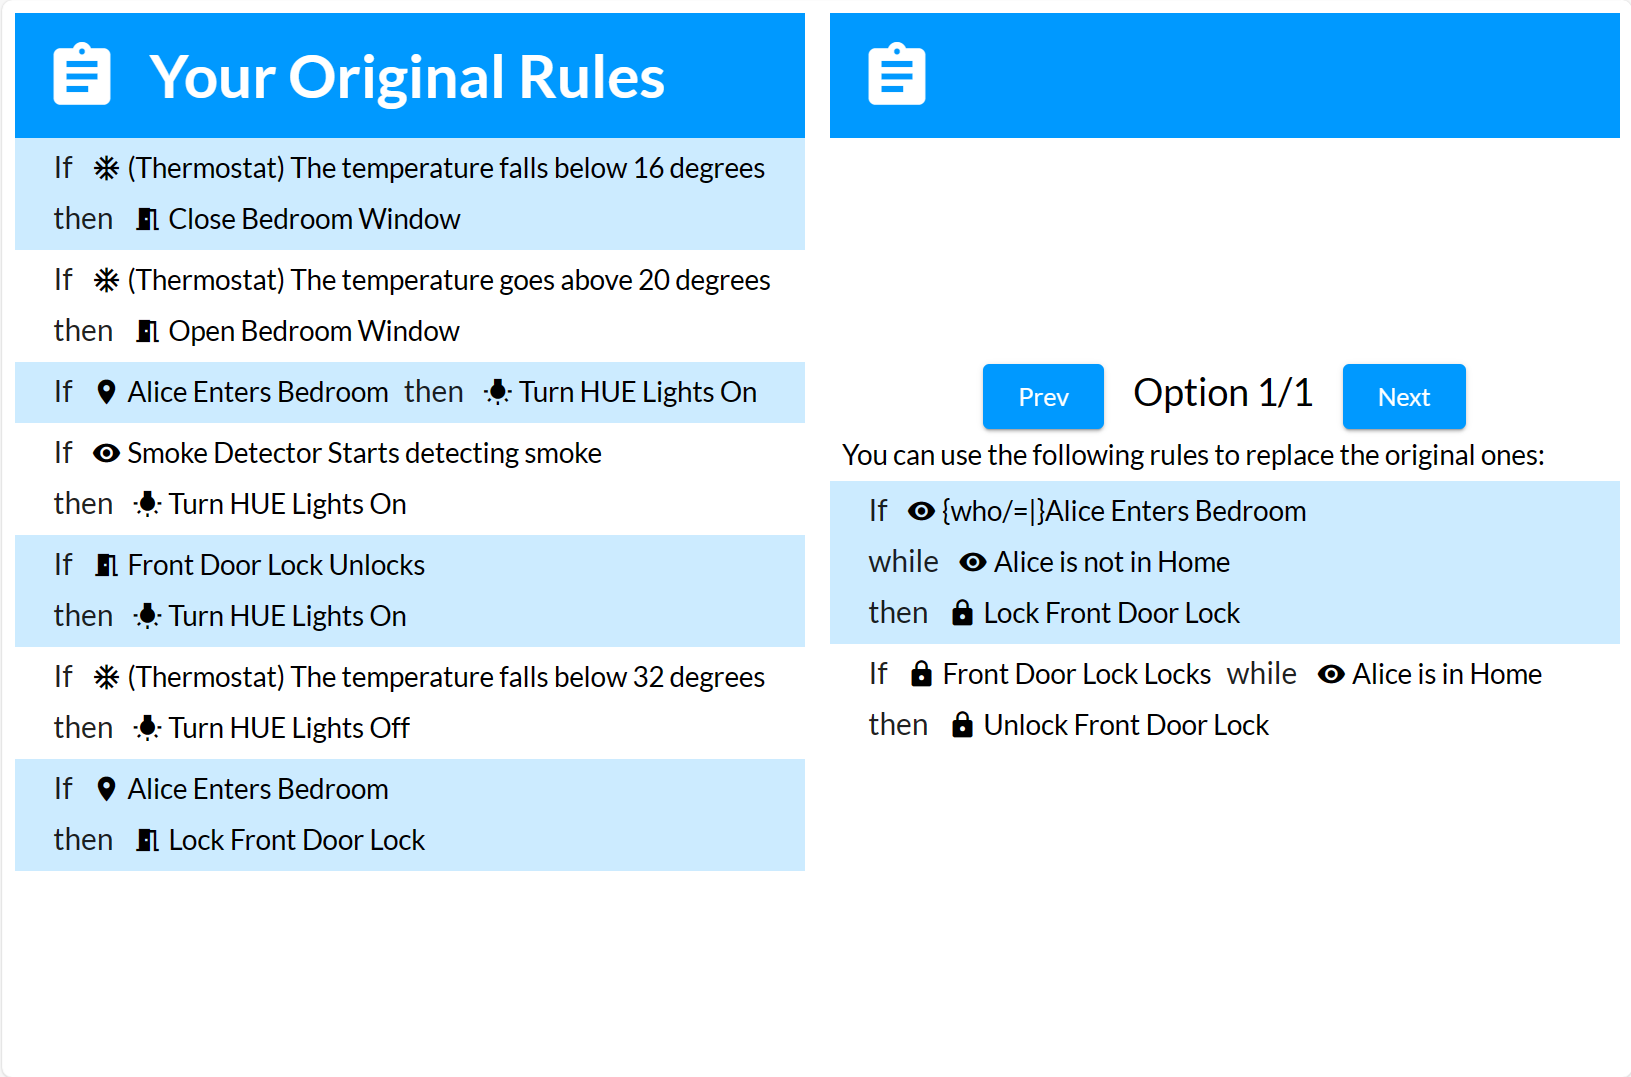 Your Original Rules
If (Thermostat) The temperature falls below 16 degrees
then Close Bedroom Window
If (Thermostat) The temperature goes above 20 degrees
then Open Bedroom Window
If Alice Enters Bedroom then Turn HUE Lights On
If Smoke Detector Starts detecting smoke
then Turn HUE Lights On
If Front Door Lock Unlocks
then Turn HUE Lights On
If (Thermostat) The temperature falls below 32 degrees
then Turn HUE Lights Off
If Alice Enters Bedroom
then Lock Front Door Lock
Prev Option 1/1 Next
You can use the following rules to replace the original ones:
If {who/=|}Alice Enters Bedroom
while Alice is not in Home
then Lock Front Door Lock
If Front Door Lock Locks while Alice is in Home
then Unlock Front Door Lock